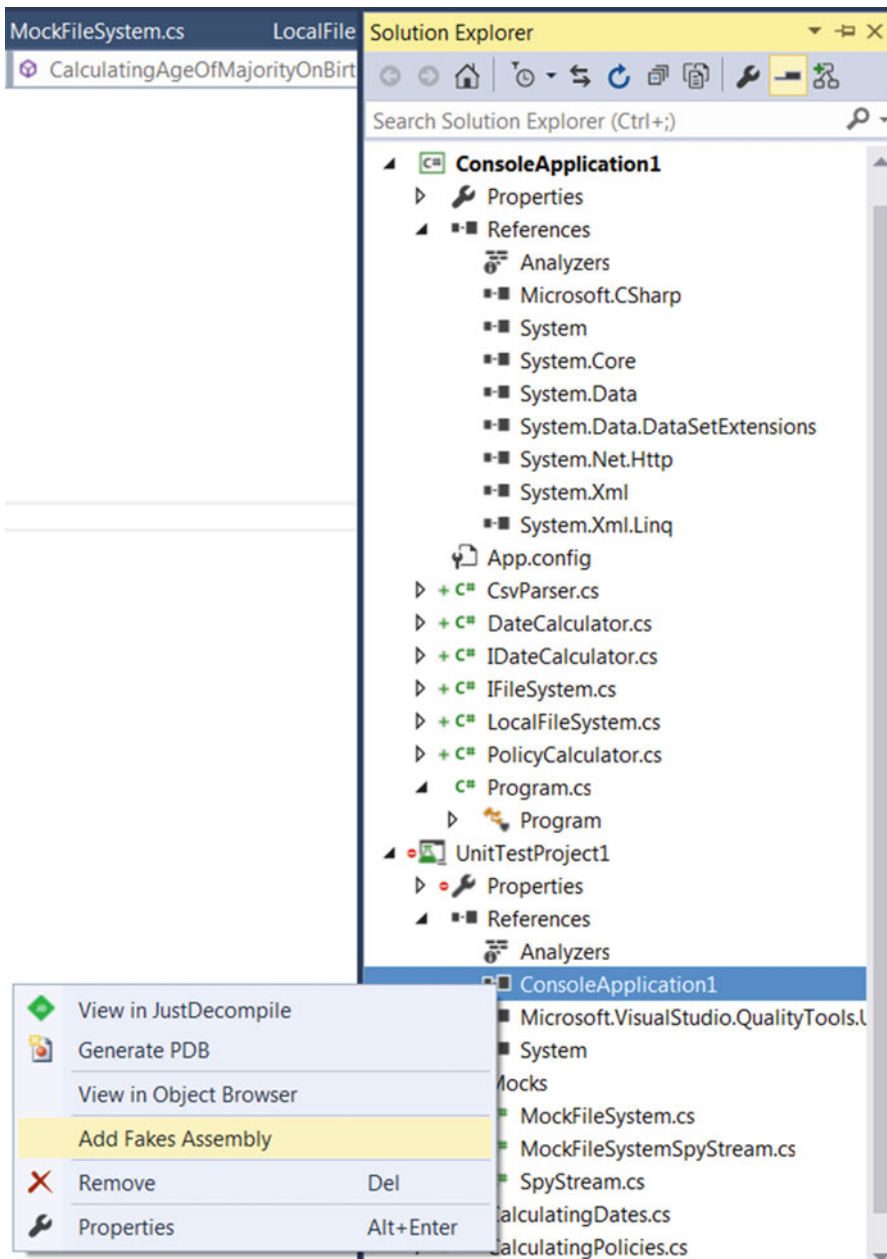 MockFileSystem.cs
LocalFile
CalculatingAgeOfMajorityOnBirt
Solution Explorer
Search Solution Explorer (Ctrl+;)
C# ConsoleApplication1
Properties
References
Analyzers
Microsoft.CSharp
System
System.Core
System.Data
System.Data.DataSetExtensions
System.Net.Http
System.Xml
System.Xml.Linq
App.config
+ C# CsvParser.cs
+ C# DateCalculator.cs
+ C# IDateCalculator.cs
+ C# IFileSystem.cs
+ C# LocalFileSystem.cs
+ C# PolicyCalculator.cs
C# Program.cs
Program
UnitTestProject1
Properties
References
Analyzers
ConsoleApplication1
Microsoft.VisualStudio.QualityTools.U
System
Mocks
MockFileSystem.cs
MockFileSystemSpyStream.cs
SpyStream.cs
CalculatingDates.cs
CalculatingPolicies.cs
View in JustDecompile
Generate PDB
View in Object Browser
Add Fakes Assembly
Remove Del
Properties Alt+Enter